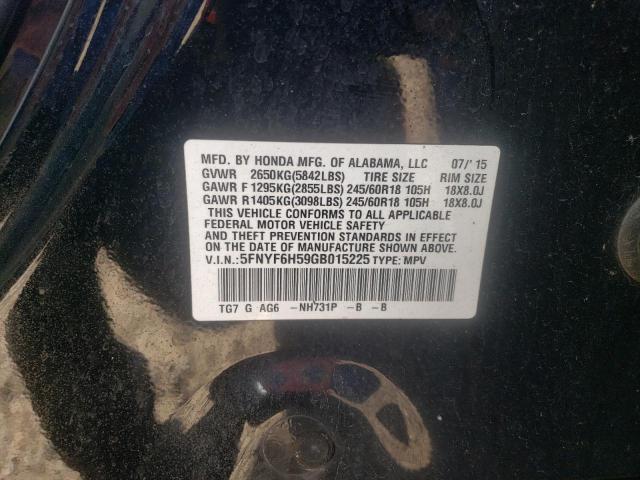 MFD. BY HONDA MFG. OF ALABAMA, LLC 07/'15
GVWR 2650KG(5842LBS) TIRE SIZE RIM SIZE
GAWR F 1295KG(2855LBS) 245/60R18 105H 18X8.0J
GAWR R1405KG(3098LBS) 245/60R18 105H 18X8.0J
THIS VEHICLE CONFORMS TO ALL APPLICABLE
FEDERAL MOTOR VEHICLE SAFETY
AND THEFT PREVENTION STANDARDS IN EFFECT
ON THE DATE OF MANUFACTURE SHOWN ABOVE.
V.I.N.:5FNYF6H59GB015225 TYPE: MPV
TG7 G AG6 -NH731P -B -B